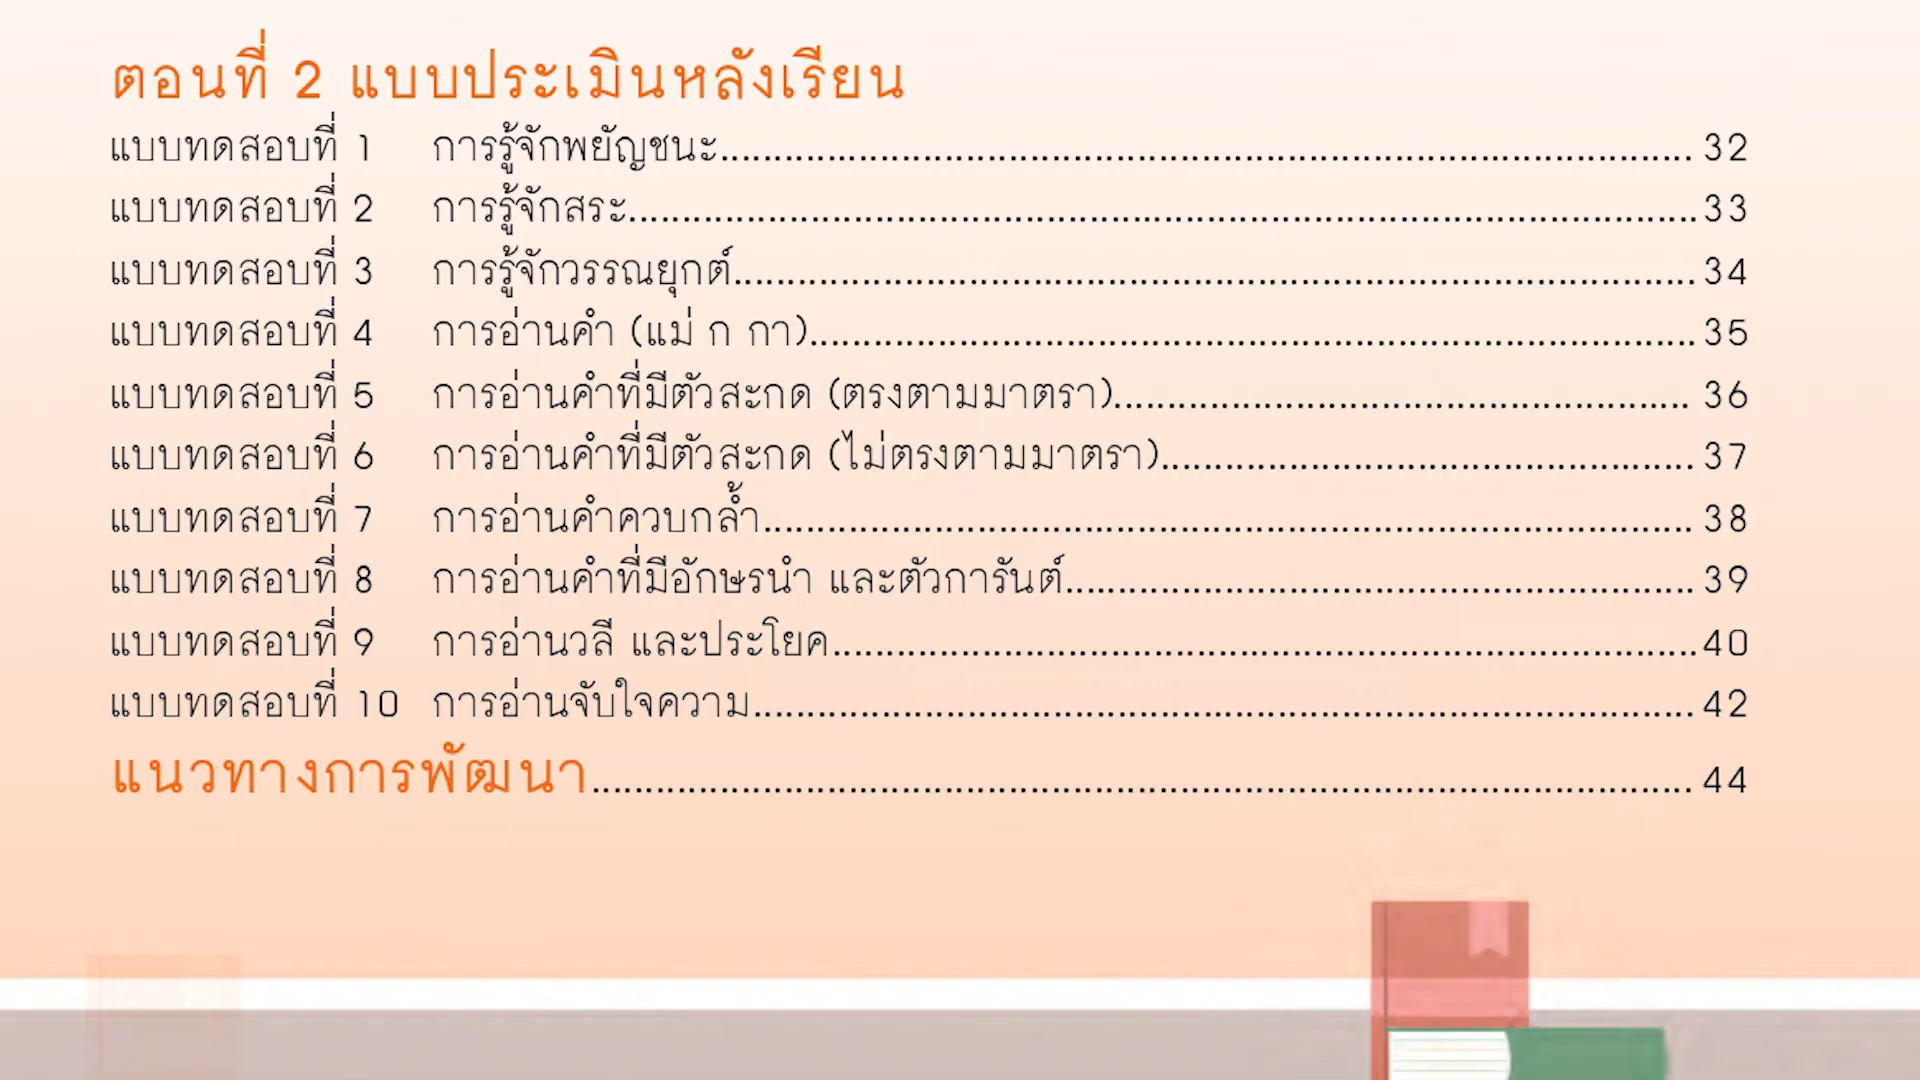 ตอนที่ 2 แบบประเมินหลังเรียน
แบบทดสอบที่ 1 การรู้จักพยัญชนะ........................................ 32
แบบทดสอบที่ 2 การรู้จักสระ........................................ 33
แบบทดสอบที่ 3 การรู้จักวรรณยุกต์........................................ 34
แบบทดสอบที่ 4 การอ่านคำ (แม่ ก กา)........................................ 35
แบบทดสอบที่ 5 การอ่านคำที่มีตัวสะกด (ตรงตามมาตรา)........................................ 36
แบบทดสอบที่ 6 การอ่านคำที่มีตัวสะกด (ไม่ตรงตามมาตรา)........................................ 37
แบบทดสอบที่ 7 การอ่านคำควบกล้ำ........................................ 38
แบบทดสอบที่ 8 การอ่านคำที่มีอักษรนำ และตัวการันต์........................................ 39
แบบทดสอบที่ 9 การอ่านวลี และประโยค........................................ 40
แบบทดสอบที่ 10 การอ่านจับใจความ........................................ 42
แนวทางการพัฒนา........................................ 44